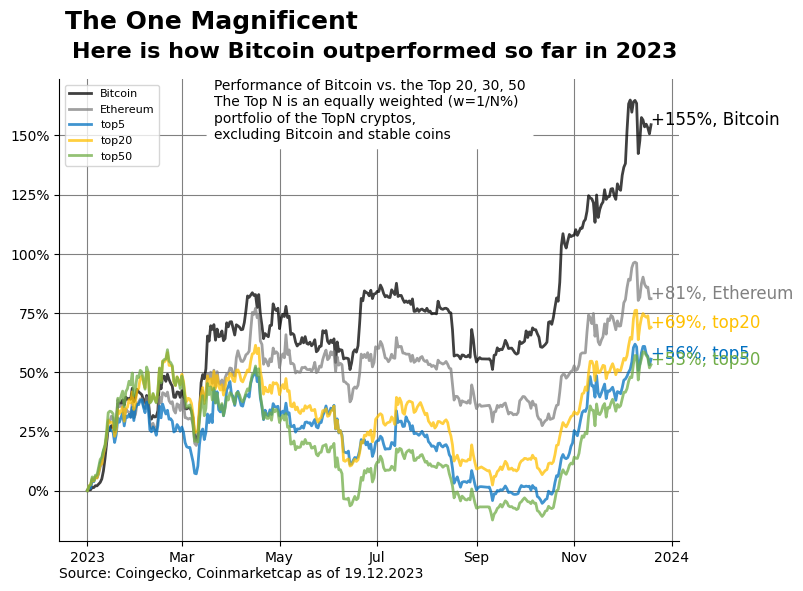 The One Magnificent
Here is how Bitcoin outperformed so far in 2023
Bitcoin
Ethereum
top5
top20
top50
Performance of Bitcoin vs. the Top 20, 30, 50
The Top N is an equally weighted (w=1/N%)
portfolio of the TopN cryptos,
excluding Bitcoin and stable coins
150%
125%
100%
75%
50%
25%
0%
+155%, Bitcoin
+81%, Ethereum
+69%, top20
+56%, top5
+53%, top50
2023 Mar May Jul Sep Nov 2024
Source: Coingecko, Coinmarketcap as of 19.12.2023